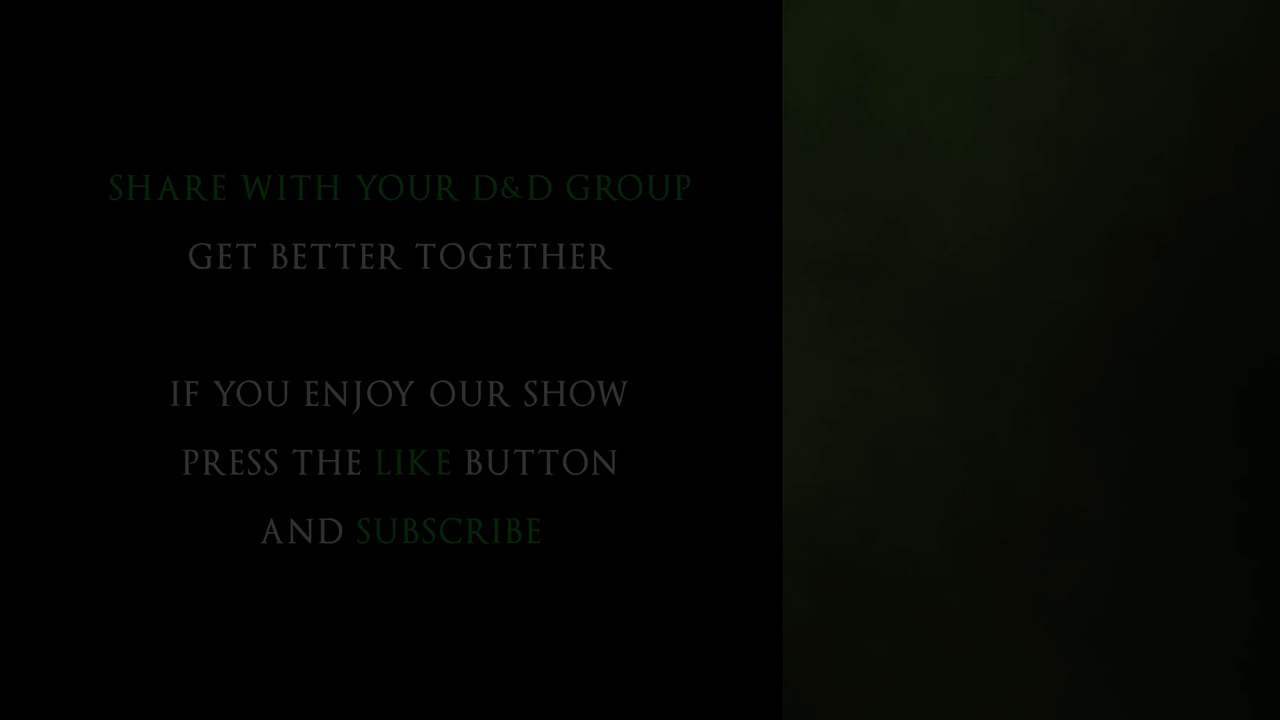 SHARE WITH YOUR D&D GROUP
GET BETTER TOGETHER
IF YOU ENJOY OUR SHOW
PRESS THE LIKE BUTTON
AND SUBSCRIBE